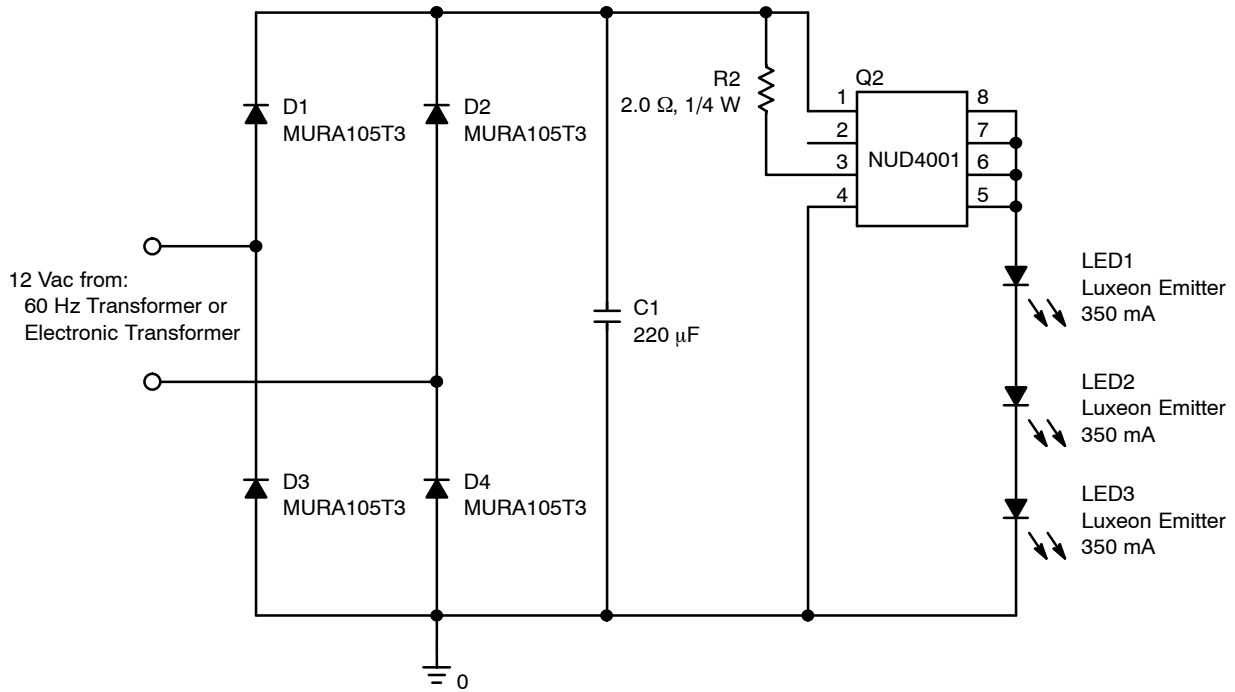 D1
MURA105T3
D2
MURA105T3
R2
2.0 Ω, 1/4 W
Q2
1
2
3
4
NUD4001
8
7
6
5
12 Vac from:
60 Hz Transformer or
Electronic Transformer
C1
220 μF
LED1
Luxeon Emitter
350 mA
LED2
Luxeon Emitter
350 mA
D3
MURA105T3
D4
MURA105T3
LED3
Luxeon Emitter
350 mA
0